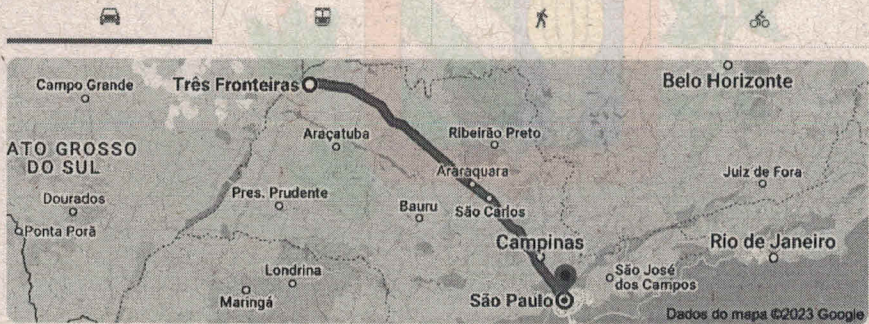 Belo Horizonte
Campo Grande
Três Fronteiras
Araçatuba
Ribeirão Preto
ATO GROSSO
DO SUL
Araraquara
Juiz de Fora
Pres. Prudente
Dourados
Bauru
São Carlos
Ponta Porã
Campinas
Rio de Janeiro
Londrina
São José
dos Campos
Maringá
São Paulo
Dados do mapa ©2023 Google